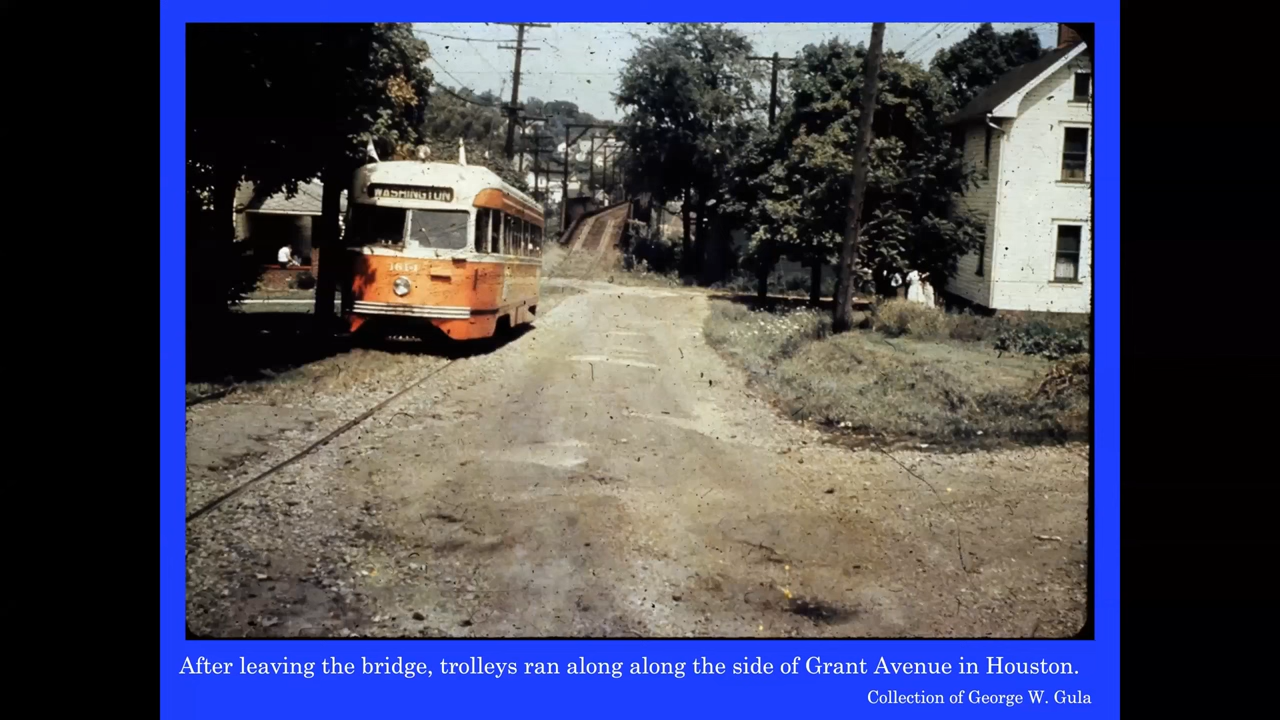 WASHINGTON
After leaving the bridge, trolleys ran along along the side of Grant Avenue in Houston.
Collection of George W. Gula